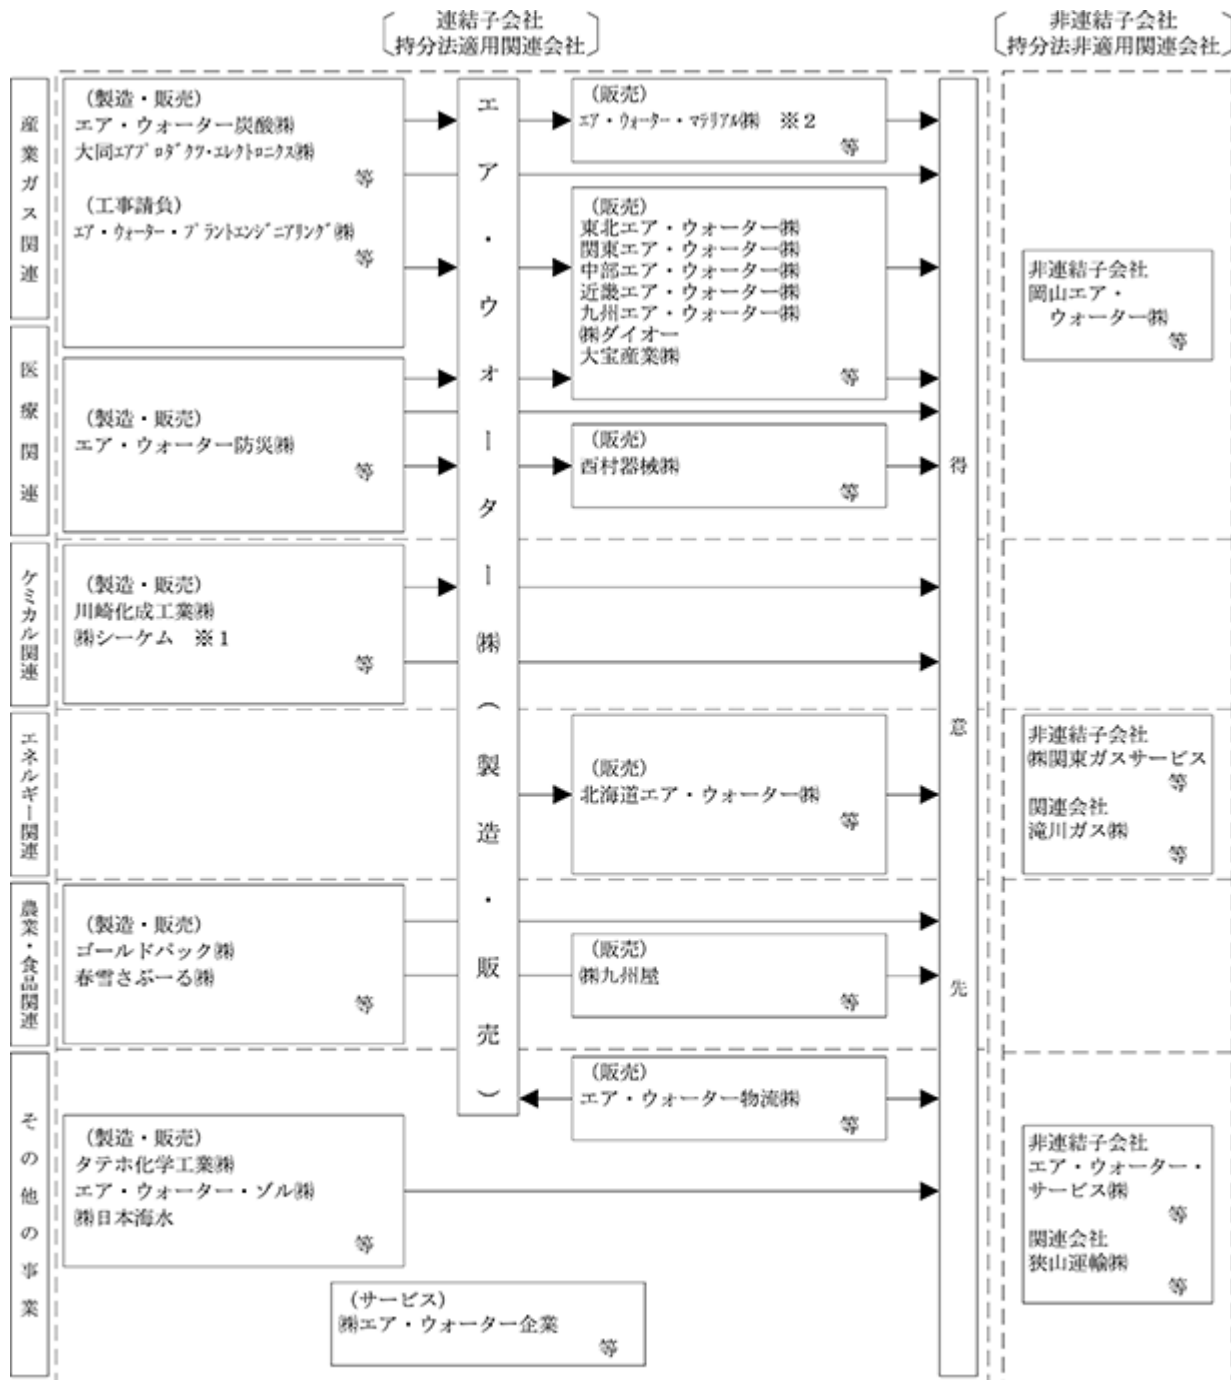 連結子会社
持分法適用関連会社
非連結子会社
持分法非適用関連会社
産業ガス関連
(製造・販売)
エア・ウォーター炭酸㈱
大同エアプロダクツ・エレクトロニクス㈱
等
(工事請負)
エア・ウォーター・プラントエンジニアリング㈱
等
エア・ウォーター㈱(製造・販売)
(販売)
エア・ウォーター・マテリアル㈱ ※2
等
(販売)
東北エア・ウォーター㈱
関東エア・ウォーター㈱
中部エア・ウォーター㈱
近畿エア・ウォーター㈱
九州エア・ウォーター㈱
㈱ダイオー
大宝産業㈱
等
得意先
非連結子会社
岡山エア・
ウォーター㈱
等
医療関連
(製造・販売)
エア・ウォーター防災㈱
等
(販売)
西村器械㈱
等
ケミカル関連
(製造・販売)
川崎化成工業㈱
㈱シーケム ※1
等
エネルギー関連
(販売)
北海道エア・ウォーター㈱
等
非連結子会社
㈱関東ガスサービス
等
関連会社
滝川ガス㈱
等
農業・食品関連
(製造・販売)
ゴールドパック㈱
春雪さぶーる㈱
等
(販売)
㈱九州屋
等
その他の事業
(販売)
エア・ウォーター物流㈱
等
(製造・販売)
タテホ化学工業㈱
エア・ウォーター・ゾル㈱
㈱日本海水
等
(サービス)
㈱エア・ウォーター企業
等
非連結子会社
エア・ウォーター・
サービス㈱
等
関連会社
狭山運輸㈱
等